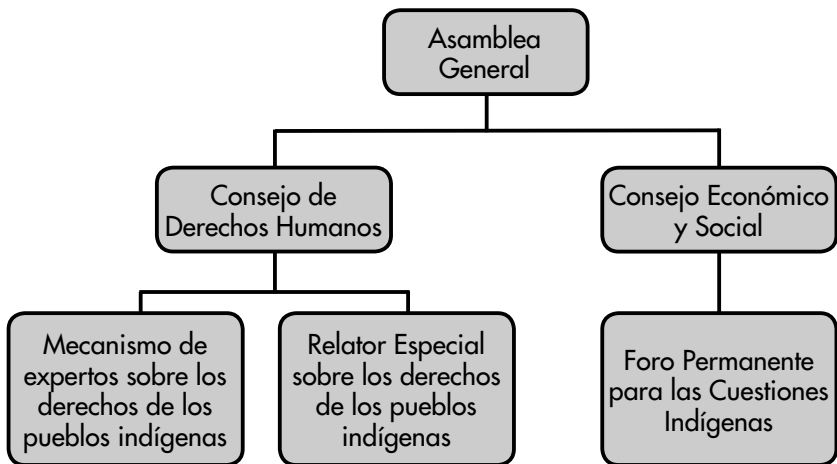 Asamblea
General
Consejo de
Derechos Humanos
Consejo Económico
y Social
Mecanismo de
expertos sobre los
derechos de los
pueblos indígenas
Relator Especial
sobre los derechos
de los pueblos
indígenas
Foro Permanente
para las Cuestiones
Indígenas